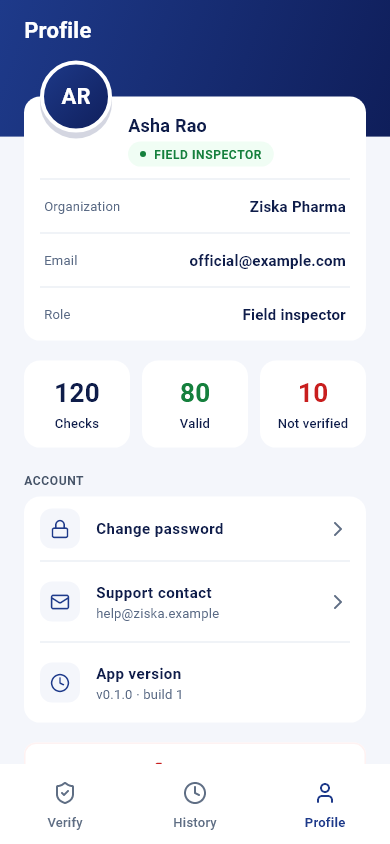 Profile
AR
Asha Rao
FIELD INSPECTOR
Organization Ziska Pharma
Email official@example.com
Role Field inspector
120 80 10
Checks Valid Not verified
ACCOUNT
Change password
Support contact
help@ziska.example
App version
v0.1.0 · build 1
Verify History Profile